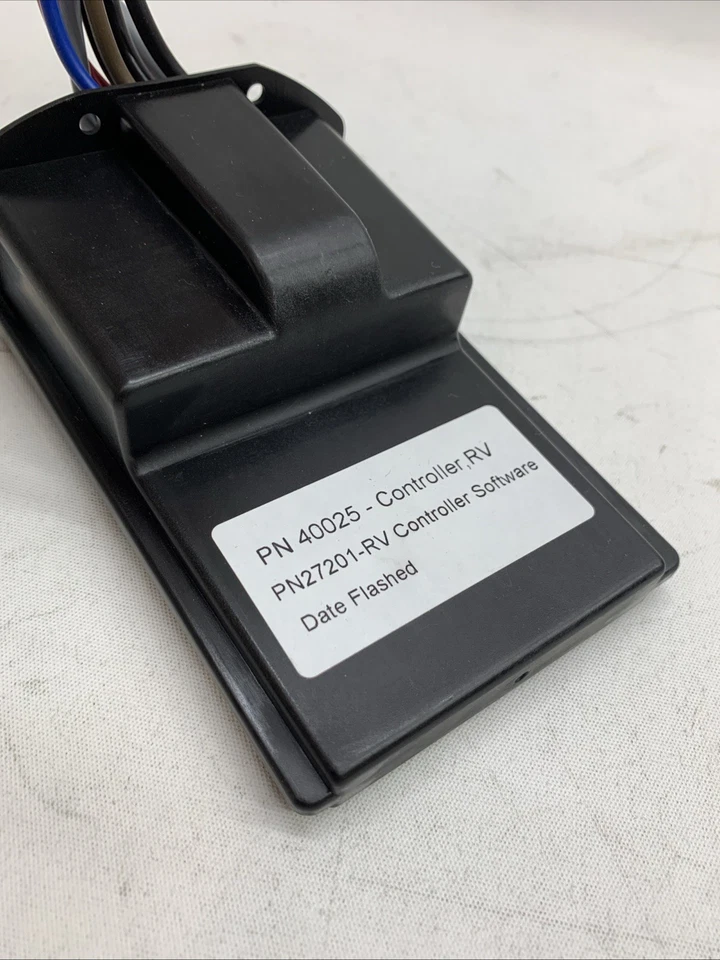 PN 40025 - Controller,RV
PN27201-RV Controller Software
Date Flashed